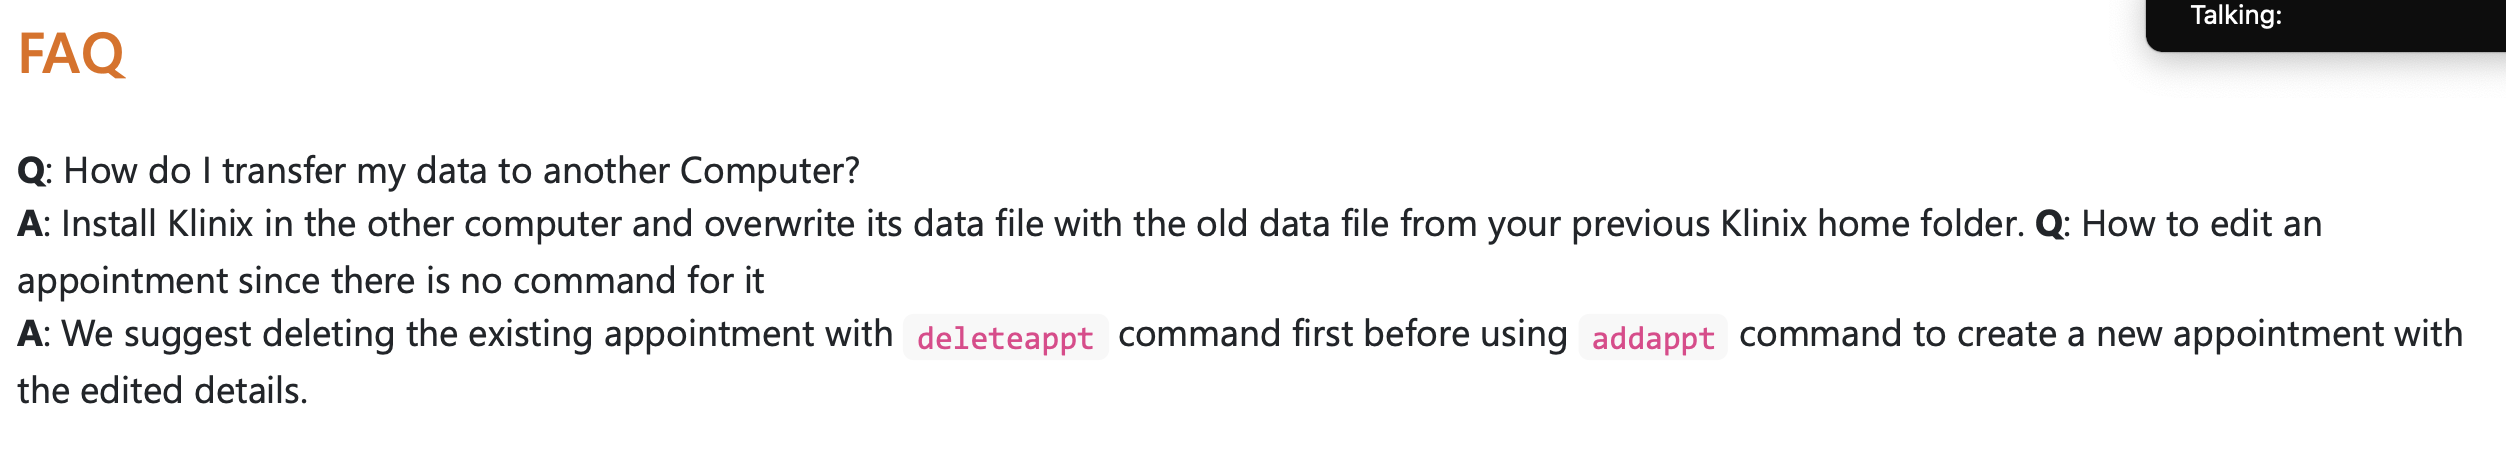 Talking:
FAQ
Q: How do I transfer my data to another Computer?
A: Install Klinix in the other computer and overwrite its data file with the old data file from your previous Klinix home folder. Q: How to edit an
appointment since there is no command for it
A: We suggest deleting the existing appointment with deleteappt command first before using addappt command to create a new appointment with
the edited details.